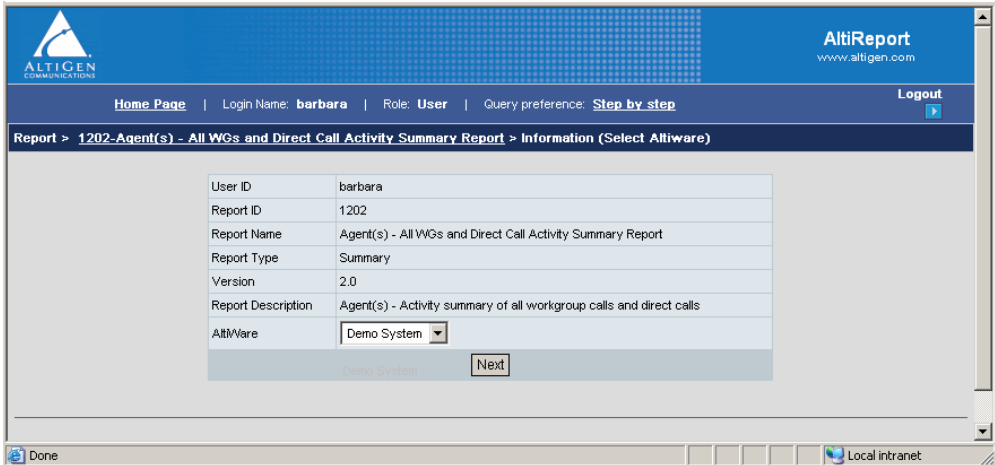 ALTIGEN
COMMUNICATIONS
AltiReport
www.altigen.com
Home Page | Login Name: barbara | Role: User | Query preference: Step by step
Logout
Report > 1202-Agent(s) - All WGs and Direct Call Activity Summary Report > Information (Select Altiware)
User ID barbara
Report ID 1202
Report Name Agent(s) - All WGs and Direct Call Activity Summary Report
Report Type Summary
Version 2.0
Report Description Agent(s) - Activity summary of all workgroup calls and direct calls
AltiWare Demo System
Demo System
Next
Done
Local intranet